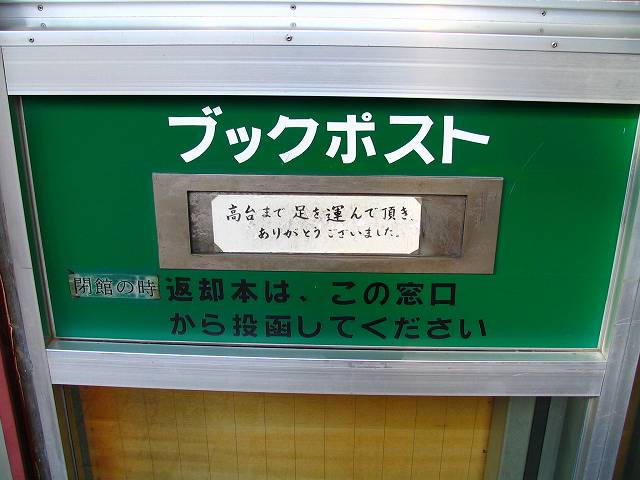 ブックポスト
高台まで足を運んで頂き、
ありがとうございました。
閉館の時 返却本は、この窓口
から投函してください